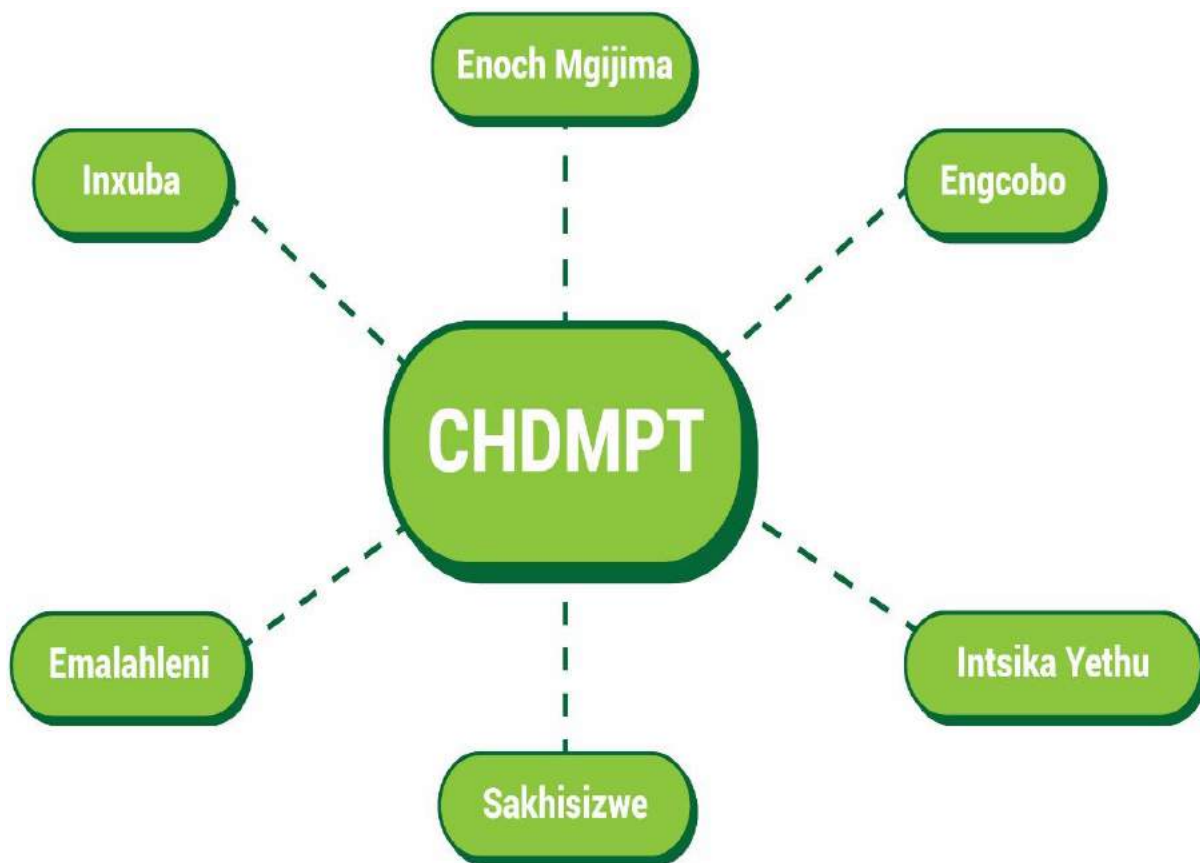 Enoch Mgijima
Inxuba
Engcobo
CHDMPT
Emalahleni
Intsika Yethu
Sakhisizwe